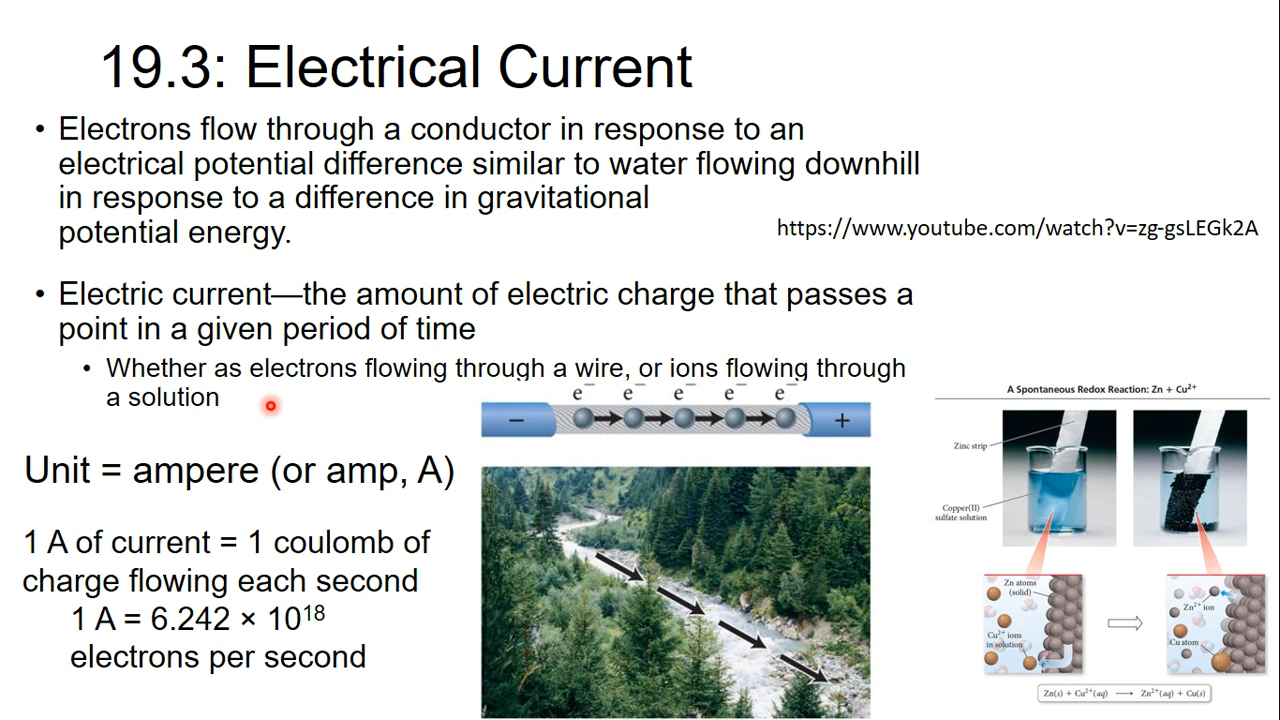 19.3: Electrical Current
• Electrons flow through a conductor in response to an
electrical potential difference similar to water flowing downhill
in response to a difference in gravitational
potential energy.
https://www.youtube.com/watch?v=zg-gsLEGk2A
• Electric current—the amount of electric charge that passes a
point in a given period of time
• Whether as electrons flowing through a wire, or ions flowing through
a solution
e⁻ e⁻ e⁻ e⁻ e⁻
− +
Unit = ampere (or amp, A)
1 A of current = 1 coulomb of
charge flowing each second
1 A = 6.242 × 10¹⁸
electrons per second
A Spontaneous Redox Reaction: Zn + Cu²⁺
Zinc strip
Copper(II)
sulfate solution
Zn atoms
(solid)
Cu²⁺ ions
in solution
e⁻
Zn²⁺ ion
Cu atom
Zn(s) + Cu²⁺(aq) ⟶ Zn²⁺(aq) + Cu(s)